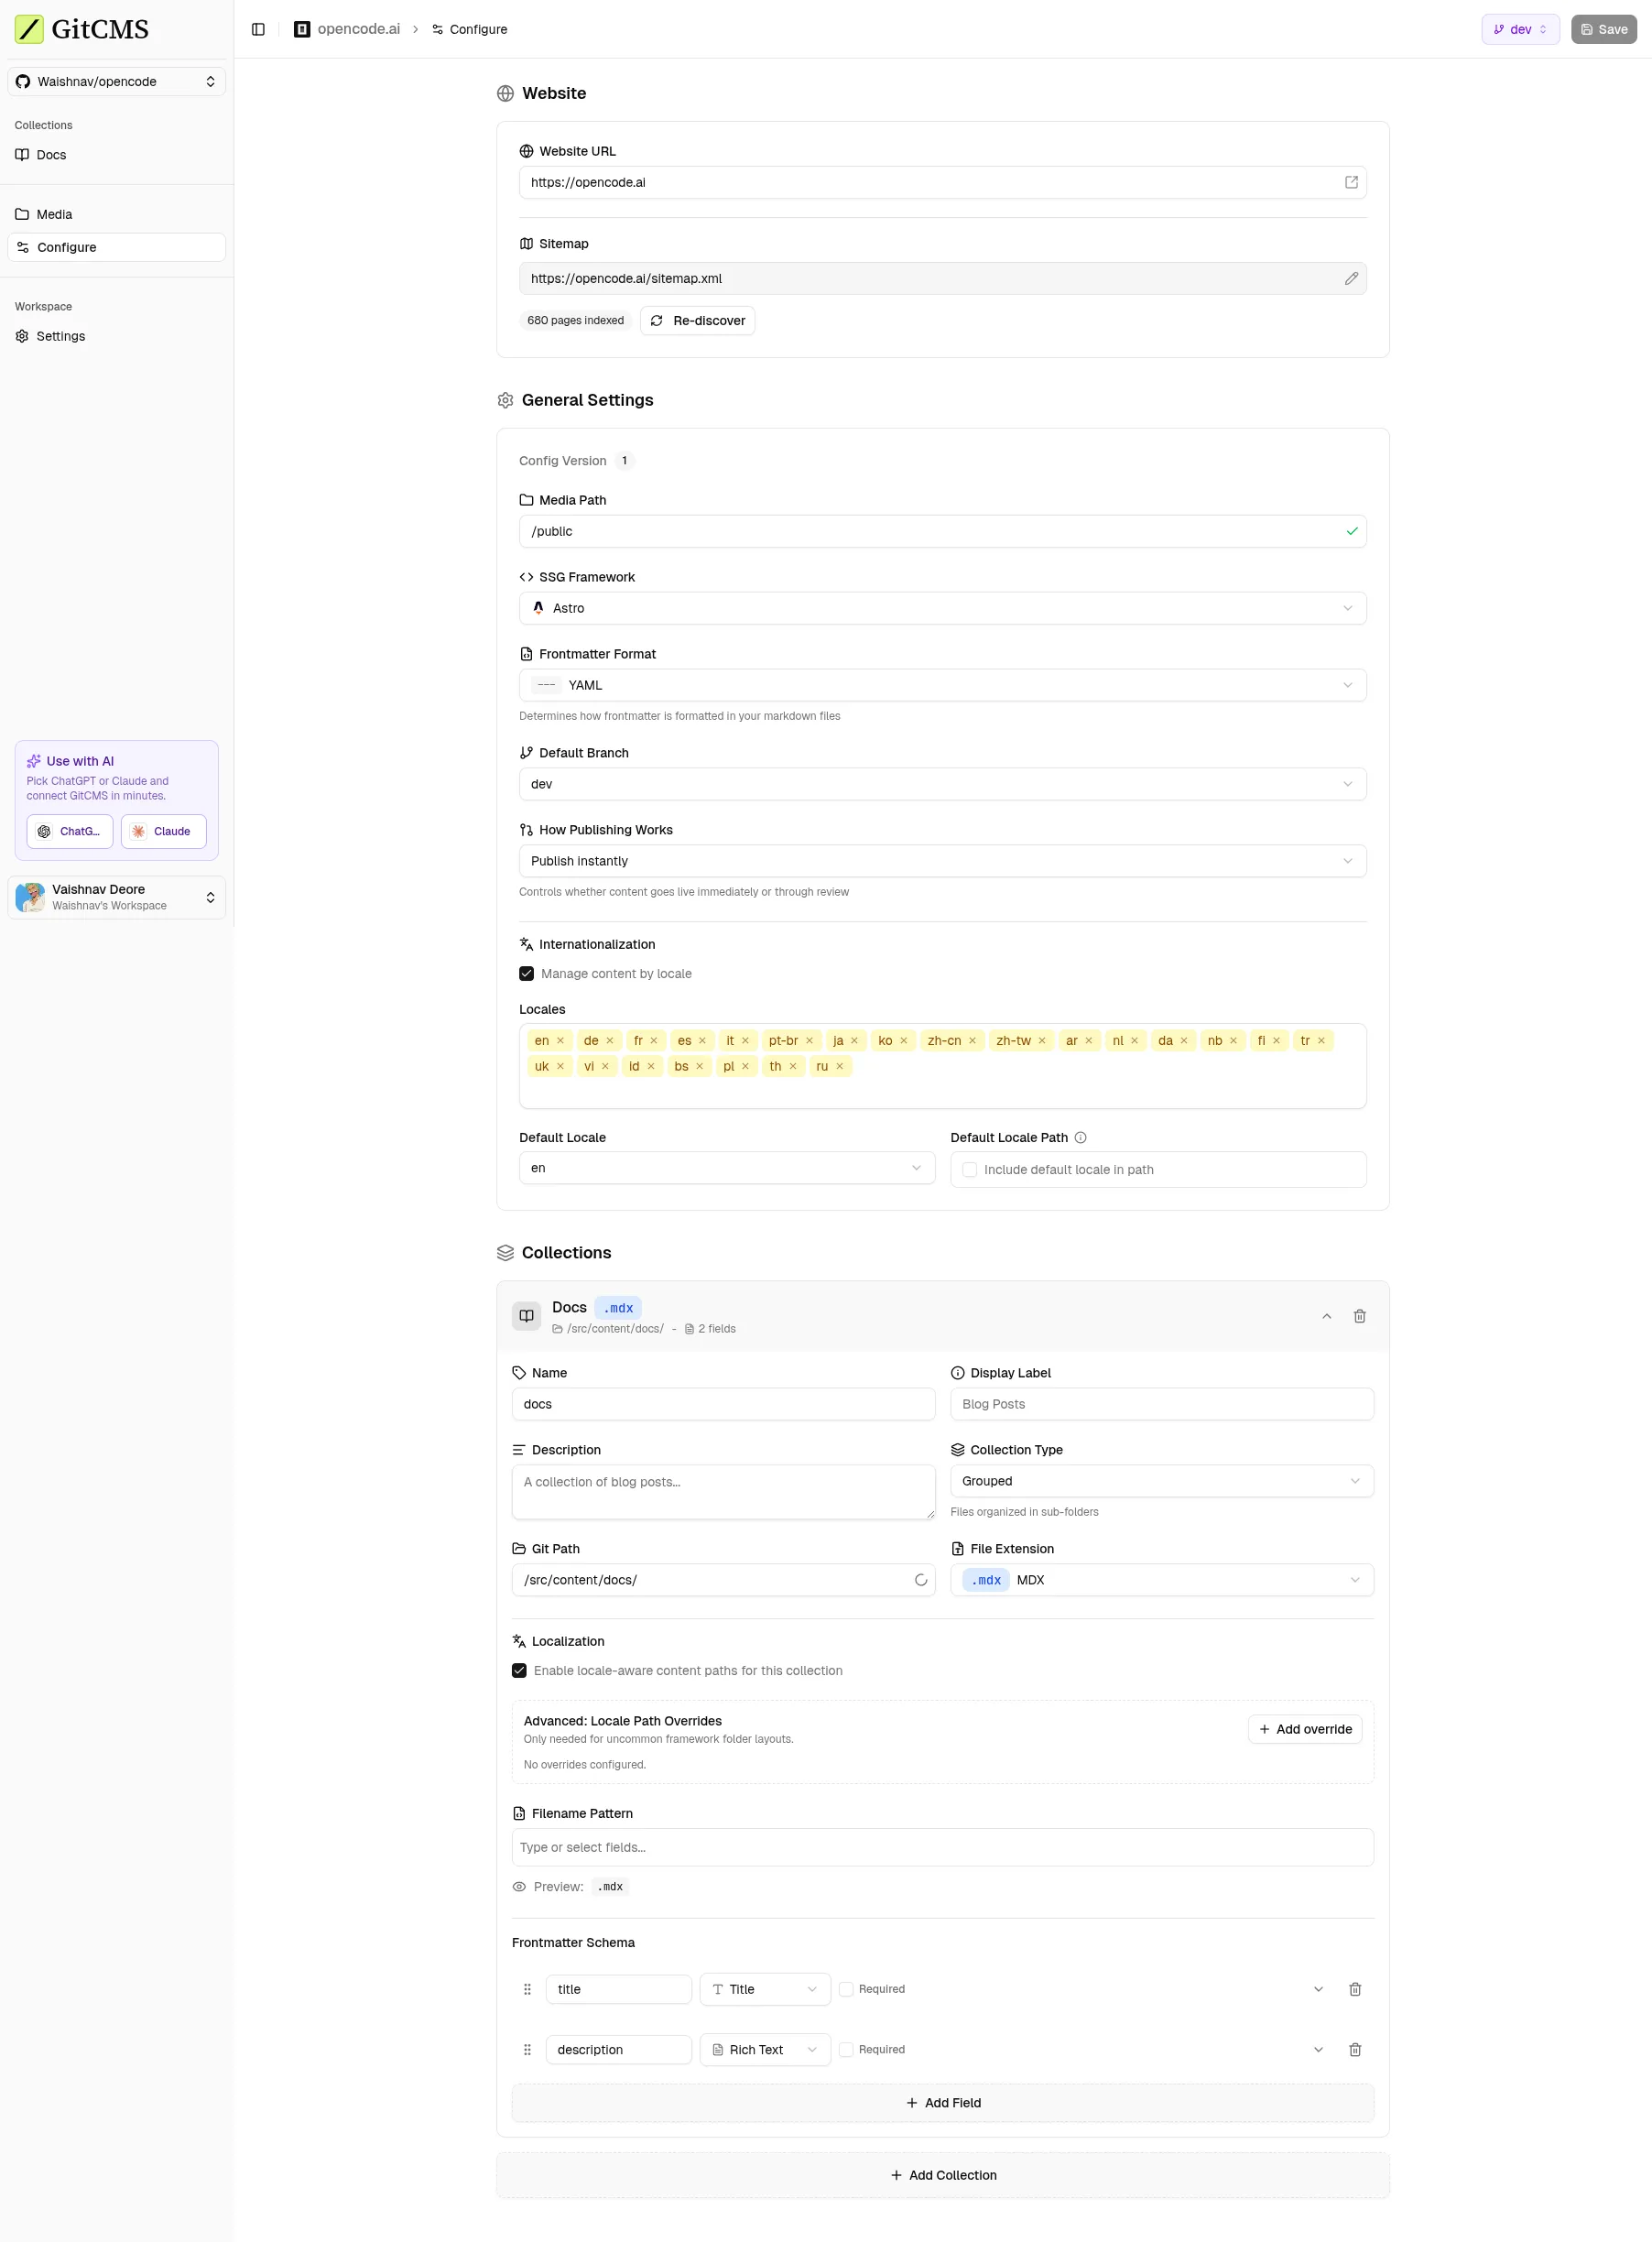 GitCMS
Waishnav/opencode
Collections
Docs
Media
Configure
Workspace
Settings
Use with AI
Pick ChatGPT or Claude and
connect GitCMS in minutes.
ChatG...
Claude
Vaishnav Deore
Waishnav's Workspace
opencode.ai > Configure
dev
Save
Website
Website URL
https://opencode.ai
Sitemap
https://opencode.ai/sitemap.xml
680 pages indexed
Re-discover
General Settings
Config Version 1
Media Path
/public
SSG Framework
Astro
Frontmatter Format
--- YAML
Determines how frontmatter is formatted in your markdown files
Default Branch
dev
How Publishing Works
Publish instantly
Controls whether content goes live immediately or through review
Internationalization
Manage content by locale
Locales
en × de × fr × es × it × pt-br × ja × ko × zh-cn × zh-tw × ar × nl × da × nb × fi × tr ×
uk × vi × id × bs × pl × th × ru ×
Default Locale
en
Default Locale Path
Include default locale in path
Collections
Docs .mdx
/src/content/docs/ - 2 fields
Name
docs
Display Label
Blog Posts
Description
A collection of blog posts...
Collection Type
Grouped
Files organized in sub-folders
Git Path
/src/content/docs/
File Extension
.mdx MDX
Localization
Enable locale-aware content paths for this collection
Advanced: Locale Path Overrides
Only needed for uncommon framework folder layouts.
No overrides configured.
+ Add override
Filename Pattern
Type or select fields...
Preview: .mdx
Frontmatter Schema
title Title Required
description Rich Text Required
+ Add Field
+ Add Collection